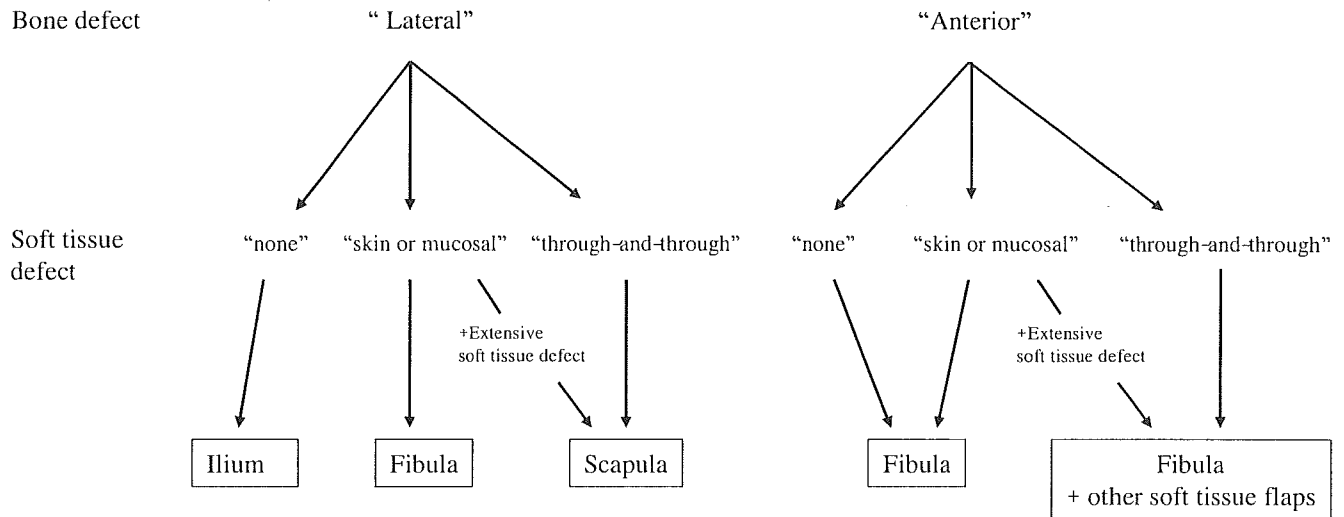 Bone defect “ Lateral” “Anterior”
Soft tissue
defect
“none” “skin or mucosal” “through-and-through” “none” “skin or mucosal” “through-and-through”
+Extensive
soft tissue defect
+Extensive
soft tissue defect
Ilium
Fibula
Scapula
Fibula
Fibula
+ other soft tissue flaps